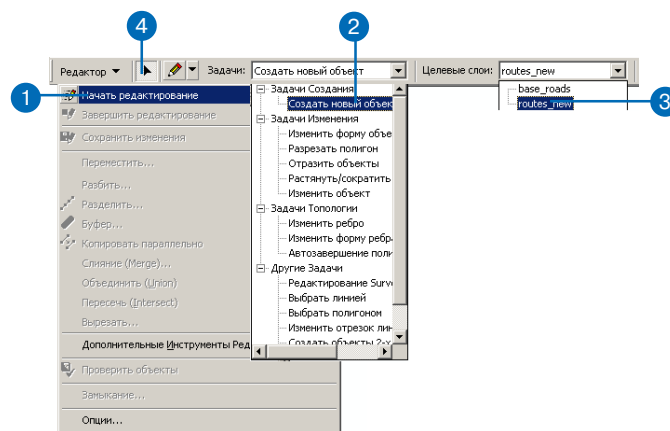 4
2
Редактор Задачи: Создать новый объект Целевые слои: routes_new
1
Начать редактирование
Завершить редактирование
Сохранить изменения
Переместить...
Разбить...
Разделить...
Буфер...
Копировать параллельно
Слияние (Merge)...
Объединить (Union)
Пересечь (Intersect)
Вырезать...
Дополнительные Инструменты Ред
Проверить объекты
Замыкание...
Опции...
Задачи Создания
Создать новый объек
Задачи Изменения
Изменить форму объе
Разрезать полигон
Отразить объекты
Растянуть/сократить
Изменить объект
Задачи Топологии
Изменить ребро
Изменить форму ребр
Автозавершение поли
Другие Задачи
Редактирование Surv
Выбрать линией
Выбрать полигоном
Изменить отрезок лин
Создать объекты 2-х
base_roads
routes_new
3